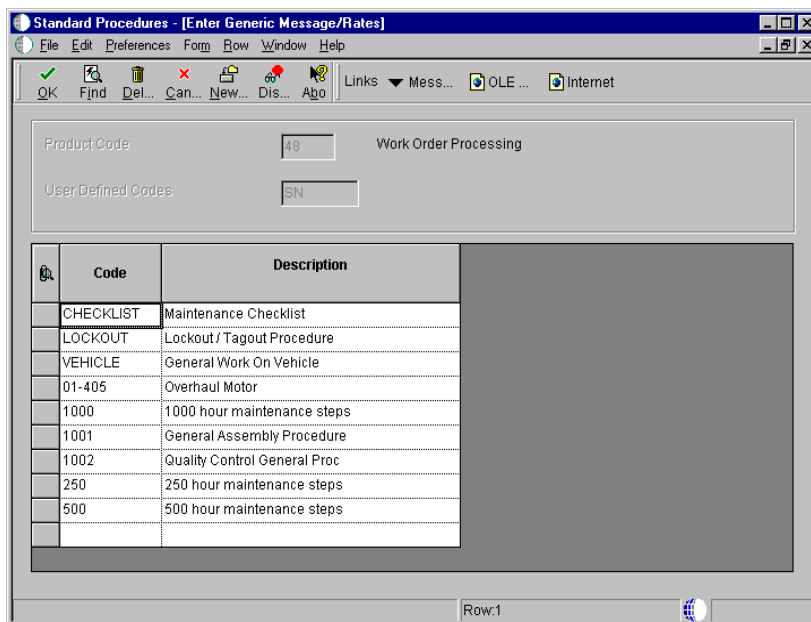 Standard Procedures - [Enter Generic Message/Rates]
File Edit Preferences Form Row Window Help
OK Find Del... Can... New... Dis... Abo Links Mess... OLE ... Internet
Product Code 48 Work Order Processing
User Defined Codes SN
Code Description
CHECKLIST Maintenance Checklist
LOCKOUT Lockout / Tagout Procedure
VEHICLE General Work On Vehicle
01-405 Overhaul Motor
1000 1000 hour maintenance steps
1001 General Assembly Procedure
1002 Quality Control General Proc
250 250 hour maintenance steps
500 500 hour maintenance steps
Row:1